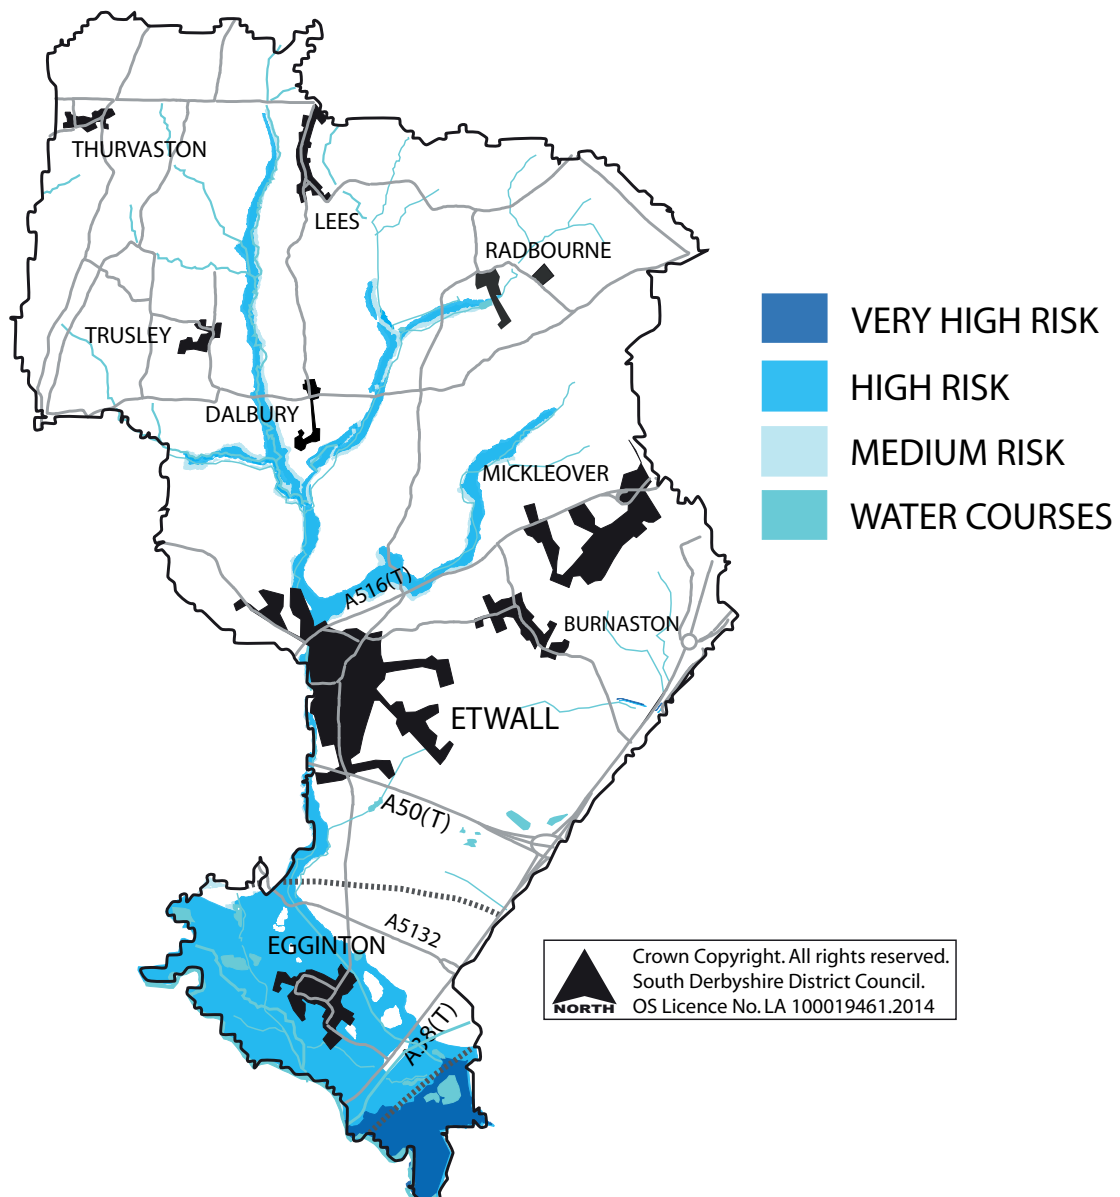 THURVASTON
LEES
RADBOURNE
TRUSLEY
DALBURY
MICKLEOVER
A516(T)
BURNASTON
ETWALL
A50(T)
A5132
EGGINTON
A38(T)
VERY HIGH RISK
HIGH RISK
MEDIUM RISK
WATER COURSES
NORTH
Crown Copyright. All rights reserved.
South Derbyshire District Council.
OS Licence No. LA 100019461.2014